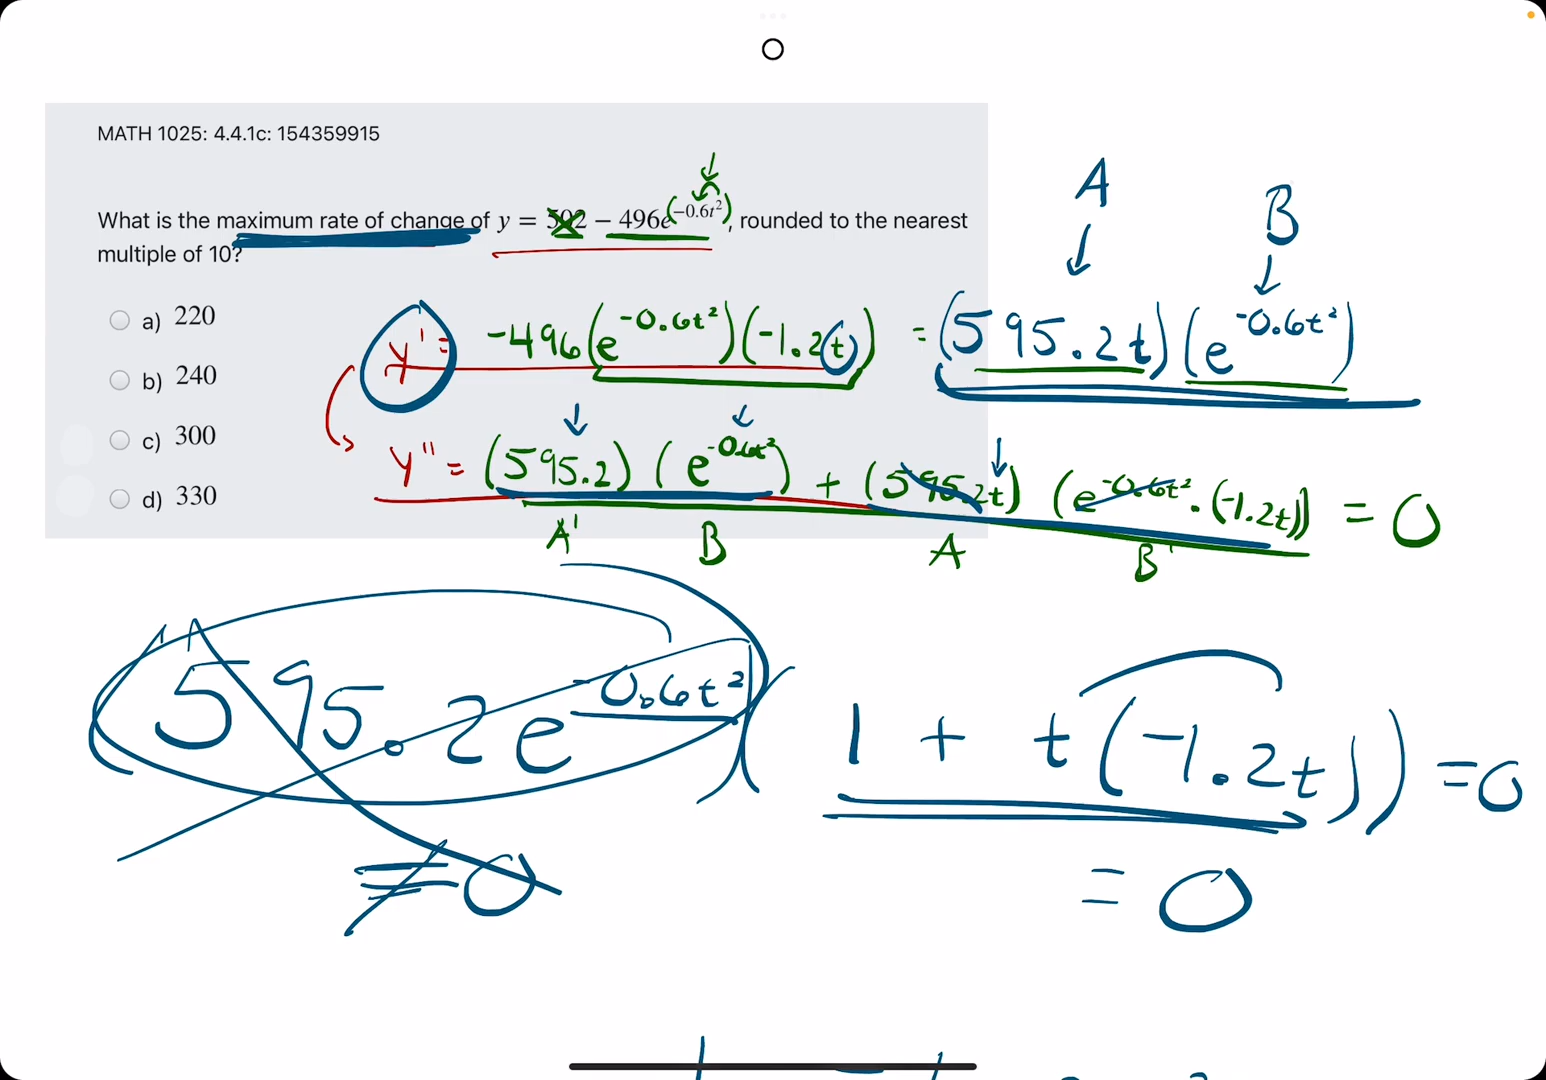 MATH 1025: 4.4.1c: 154359915
What is the maximum rate of change of y = 502 − 496e^(−0.6t²), rounded to the nearest
multiple of 10?
a) 220
b) 240
c) 300
d) 330
A
B
y' = -496(e^-0.6t²)(-1.2t) = (595.2t)(e^-0.6t²)
y" = (595.2)(e^-0.6t²) + (595.2t)(e^-0.6t² · (-1.2t)) = 0
A' B A B'
595.2e^-0.6t² (1 + t(-1.2t)) = 0
≠0 = 0